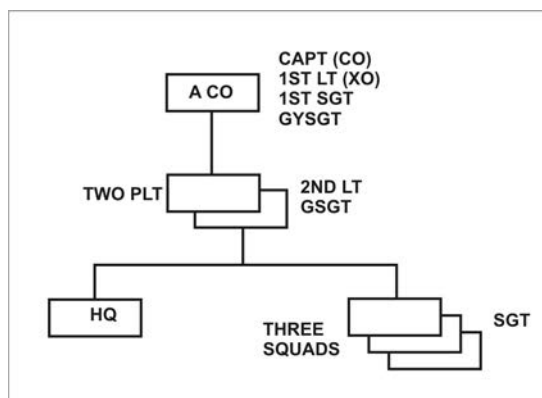 A CO
CAPT (CO)
1ST LT (XO)
1ST SGT
GYSGT
TWO PLT
2ND LT
GSGT
HQ
THREE
SQUADS
SGT